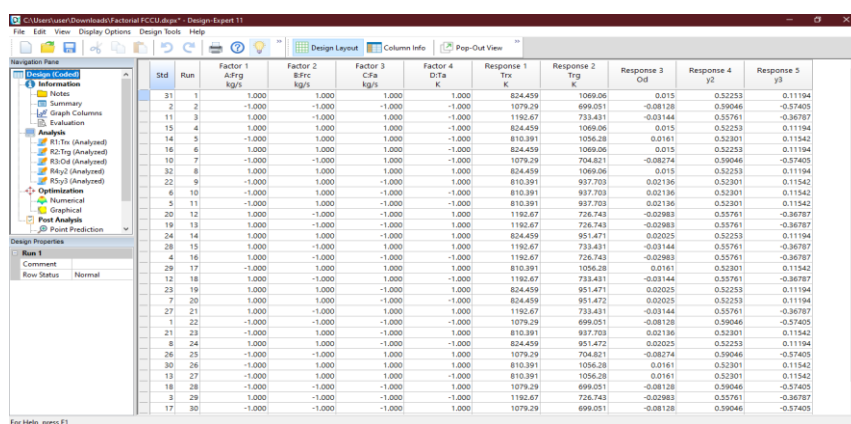 C:\Users\user\Downloads\Factorial FCCU.dxpx* - Design-Expert 11
File Edit View Display Options Design Tools Help
Design Layout Column Info Pop-Out View
Navigation Pane
Design (Coded)
Information
Notes
Summary
Graph Columns
Evaluation
Analysis
R1:Trx (Analyzed)
R2:Trg (Analyzed)
R3:Od (Analyzed)
R4:y2 (Analyzed)
R5:y3 (Analyzed)
Optimization
Numerical
Graphical
Post Analysis
Point Prediction
Design Properties
Run 1
Comment
Row Status Normal
Factor 1 Factor 2 Factor 3 Factor 4 Response 1 Response 2 Response 3 Response 4 Response 5
Std Run A:Frg B:Frc C:Fa D:Ta Trx Trg Od y2 y3
kg/s kg/s kg/s K K K
31 1 1.000 1.000 1.000 1.000 824.459 1069.06 0.015 0.52253 0.11194
2 2 -1.000 -1.000 -1.000 -1.000 1079.29 699.051 -0.08128 0.59046 -0.57405
11 3 1.000 -1.000 1.000 -1.000 1192.67 733.431 -0.03144 0.55761 -0.36787
15 4 1.000 1.000 1.000 -1.000 824.459 1069.06 0.015 0.52253 0.11194
14 5 -1.000 1.000 1.000 -1.000 810.391 1056.28 0.0161 0.52301 0.11542
16 6 1.000 1.000 1.000 -1.000 824.459 1069.06 0.015 0.52253 0.11194
10 7 -1.000 -1.000 1.000 -1.000 1079.29 704.821 -0.08274 0.59046 -0.57405
32 8 1.000 1.000 1.000 1.000 824.459 1069.06 0.015 0.52253 0.11194
22 9 -1.000 1.000 -1.000 1.000 810.391 937.703 0.02136 0.52301 0.11542
6 10 -1.000 1.000 -1.000 -1.000 810.391 937.703 0.02136 0.52301 0.11542
5 11 -1.000 1.000 -1.000 -1.000 810.391 937.703 0.02136 0.52301 0.11542
20 12 1.000 -1.000 -1.000 1.000 1192.67 726.743 -0.02983 0.55761 -0.36787
19 13 1.000 -1.000 -1.000 1.000 1192.67 726.743 -0.02983 0.55761 -0.36787
24 14 1.000 1.000 -1.000 1.000 824.459 951.471 0.02025 0.52253 0.11194
28 15 1.000 -1.000 1.000 1.000 1192.67 733.431 -0.03144 0.55761 -0.36787
4 16 1.000 -1.000 -1.000 -1.000 1192.67 726.743 -0.02983 0.55761 -0.36787
29 17 -1.000 1.000 1.000 1.000 810.391 1056.28 0.0161 0.52301 0.11542
12 18 1.000 -1.000 1.000 -1.000 1192.67 733.431 -0.03144 0.55761 -0.36787
23 19 1.000 1.000 -1.000 1.000 824.459 951.471 0.02025 0.52253 0.11194
7 20 1.000 1.000 -1.000 -1.000 824.459 951.472 0.02025 0.52253 0.11194
27 21 1.000 -1.000 1.000 1.000 1192.67 733.431 -0.03144 0.55761 -0.36787
1 22 -1.000 -1.000 -1.000 -1.000 1079.29 699.051 -0.08128 0.59046 -0.57405
21 23 -1.000 1.000 -1.000 1.000 810.391 937.703 0.02136 0.52301 0.11542
8 24 1.000 1.000 -1.000 -1.000 824.459 951.472 0.02025 0.52253 0.11194
26 25 -1.000 -1.000 1.000 1.000 1079.29 704.821 -0.08274 0.59046 -0.57405
30 26 -1.000 1.000 1.000 1.000 810.391 1056.28 0.0161 0.52301 0.11542
13 27 -1.000 1.000 1.000 -1.000 810.391 1056.28 0.0161 0.52301 0.11542
18 28 -1.000 -1.000 -1.000 1.000 1079.29 699.051 -0.08128 0.59046 -0.57405
3 29 1.000 -1.000 -1.000 -1.000 1192.67 726.743 -0.02983 0.55761 -0.36787
17 30 -1.000 -1.000 -1.000 1.000 1079.29 699.051 -0.08128 0.59046 -0.57405
For Help, press F1